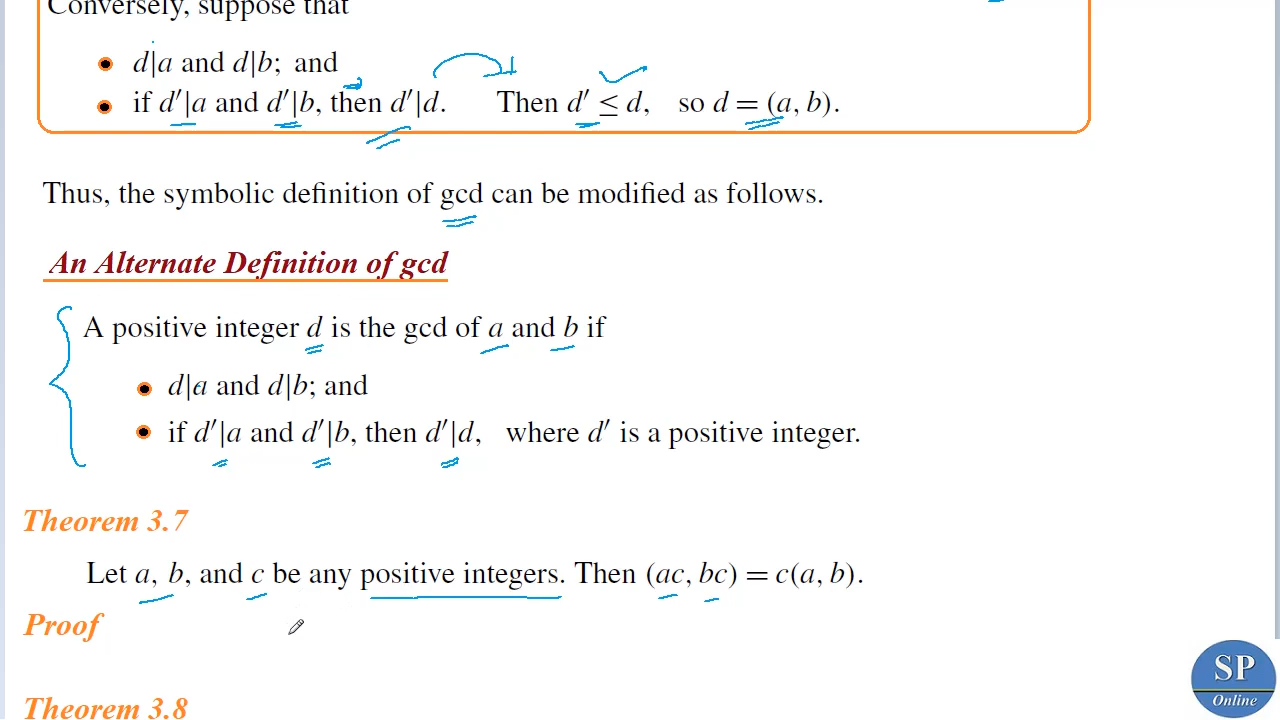 Conversely, suppose that
d|a and d|b; and
if d′|a and d′|b, then d′|d. Then d′ ≤ d, so d = (a, b).
Thus, the symbolic definition of gcd can be modified as follows.
An Alternate Definition of gcd
A positive integer d is the gcd of a and b if
d|a and d|b; and
if d′|a and d′|b, then d′|d, where d′ is a positive integer.
Theorem 3.7
Let a, b, and c be any positive integers. Then (ac, bc) = c(a, b).
Proof
SP
Online
Theorem 3.8